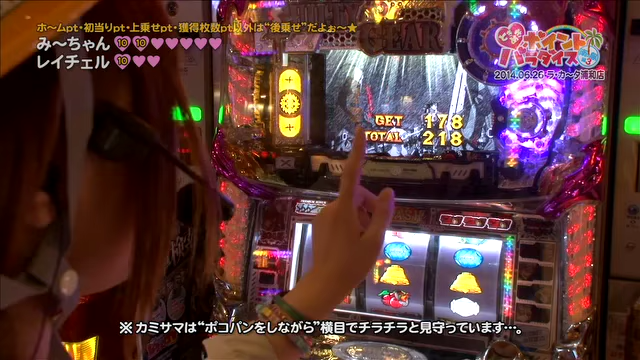 ホームpt・初当りpt・上乗せpt・獲得枚数pt以外は“後乗せ”だよぉ～★
み～ちゃん ⑩⑩
レイチェル ⑩
ポイント
パラダイス
2014.06.26 ラ・カータ浦和店
GET 178
TOTAL 218
※ カミサマは“ポコパンをしながら”横目でチラチラと見守っています…。